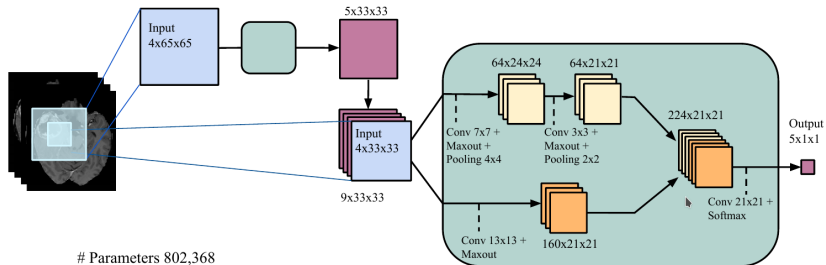 Input
4x65x65
5x33x33
Input
4x33x33
9x33x33
64x24x24
64x21x21
Conv 7x7 +
Maxout +
Pooling 4x4
Conv 3x3 +
Maxout +
Pooling 2x2
224x21x21
Output
5x1x1
Conv 21x21 +
Softmax
Conv 13x13 +
Maxout
160x21x21
# Parameters 802,368